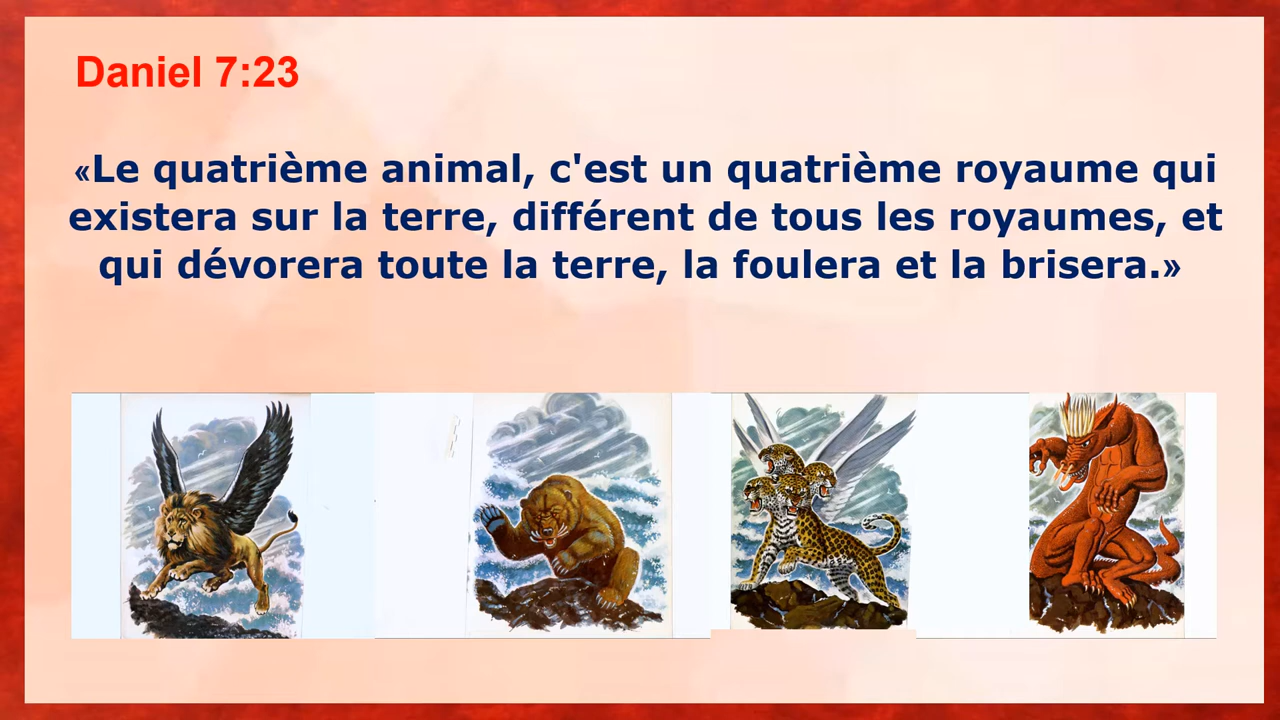 Daniel 7:23
«Le quatrième animal, c'est un quatrième royaume qui
existera sur la terre, différent de tous les royaumes, et
qui dévorera toute la terre, la foulera et la brisera.»